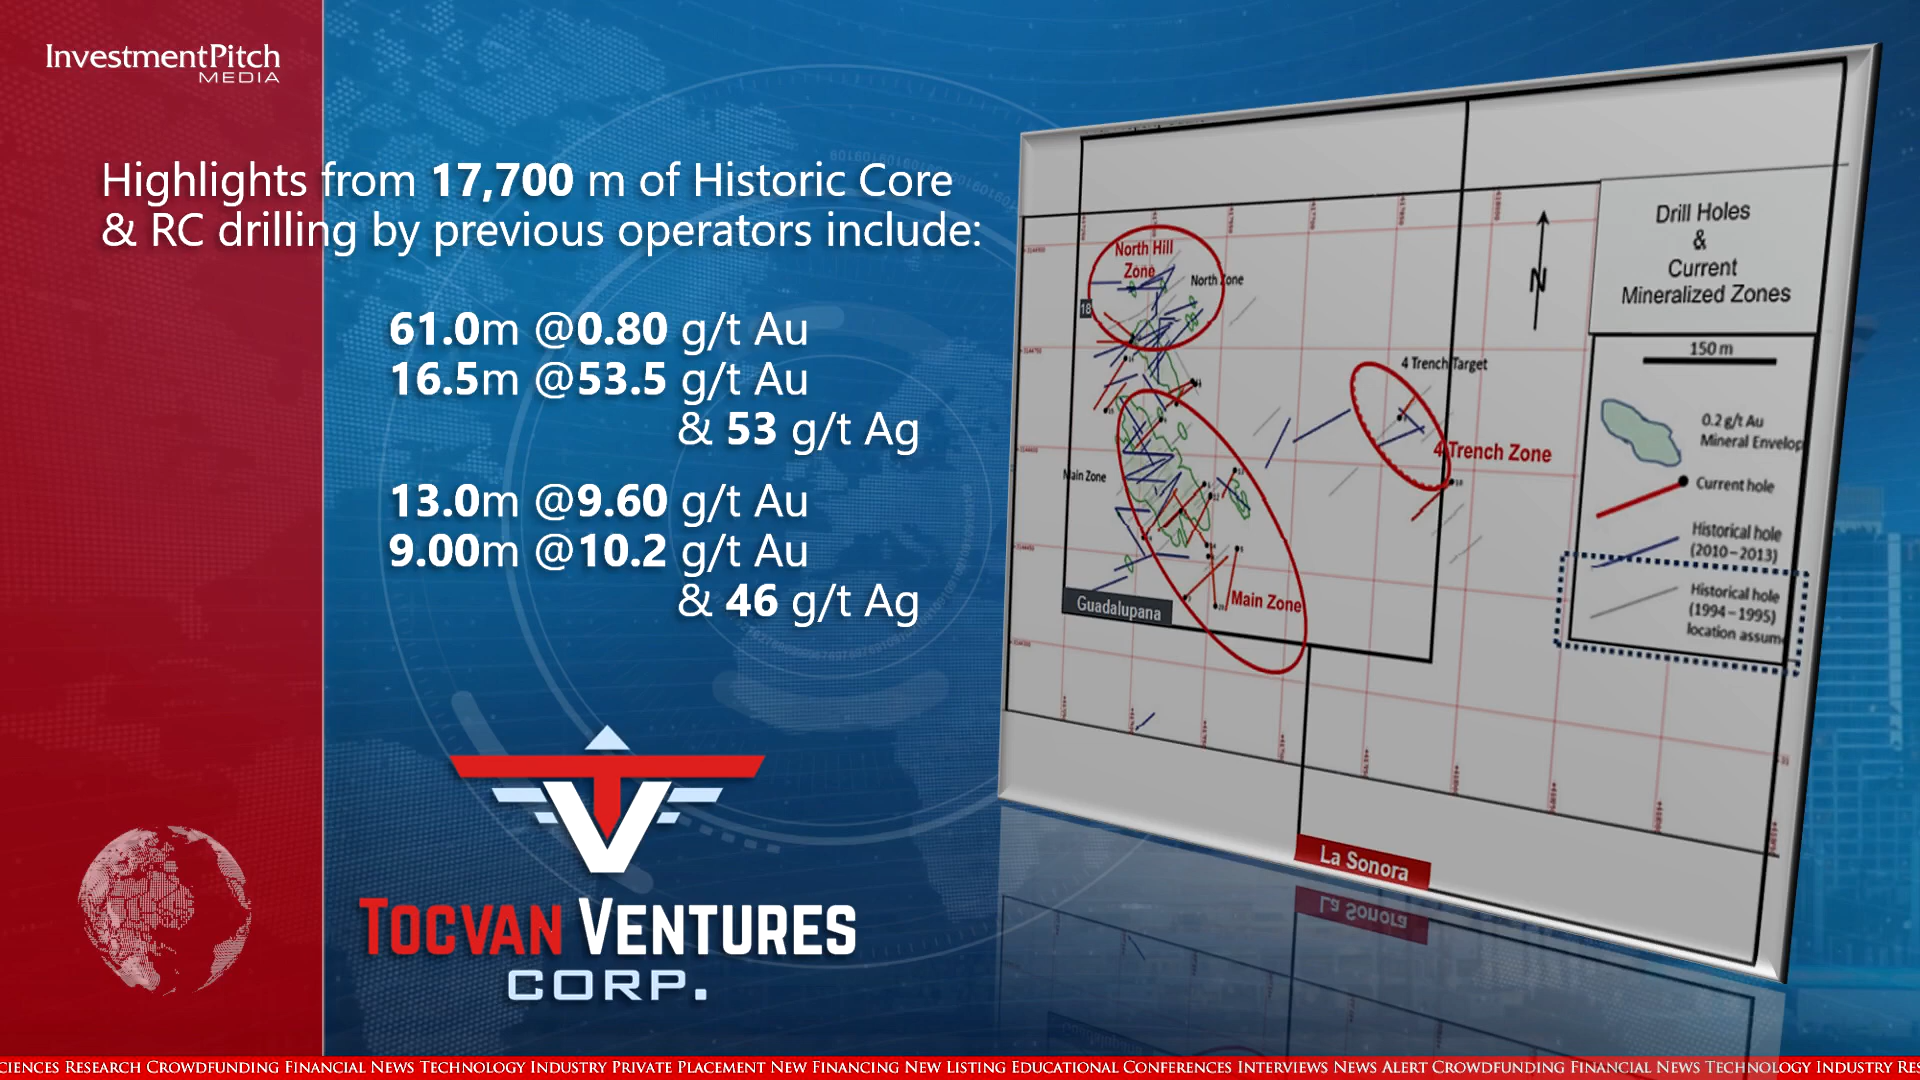 InvestmentPitch
MEDIA
Highlights from 17,700 m of Historic Core
& RC drilling by previous operators include:
61.0m @0.80 g/t Au
16.5m @53.5 g/t Au
& 53 g/t Ag
13.0m @9.60 g/t Au
9.00m @10.2 g/t Au
& 46 g/t Ag
TOCVAN VENTURES
CORP.
North Hill
Zone
North Zone
18
N
Drill Holes
&
Current
Mineralized Zones
150 m
4 Trench Target
0.2 g/t Au
Mineral Envelop
4 Trench Zone
Main Zone
Current hole
Historical hole
(2010–2013)
Historical hole
(1994–1995)
location assum
Main Zone
Guadalupana
La Sonora
CIENCES RESEARCH CROWDFUNDING FINANCIAL NEWS TECHNOLOGY INDUSTRY PRIVATE PLACEMENT NEW FINANCING NEW LISTING EDUCATIONAL CONFERENCES INTERVIEWS NEWS ALERT CROWDFUNDING FINANCIAL NEWS TECHNOLOGY INDUSTRY RES